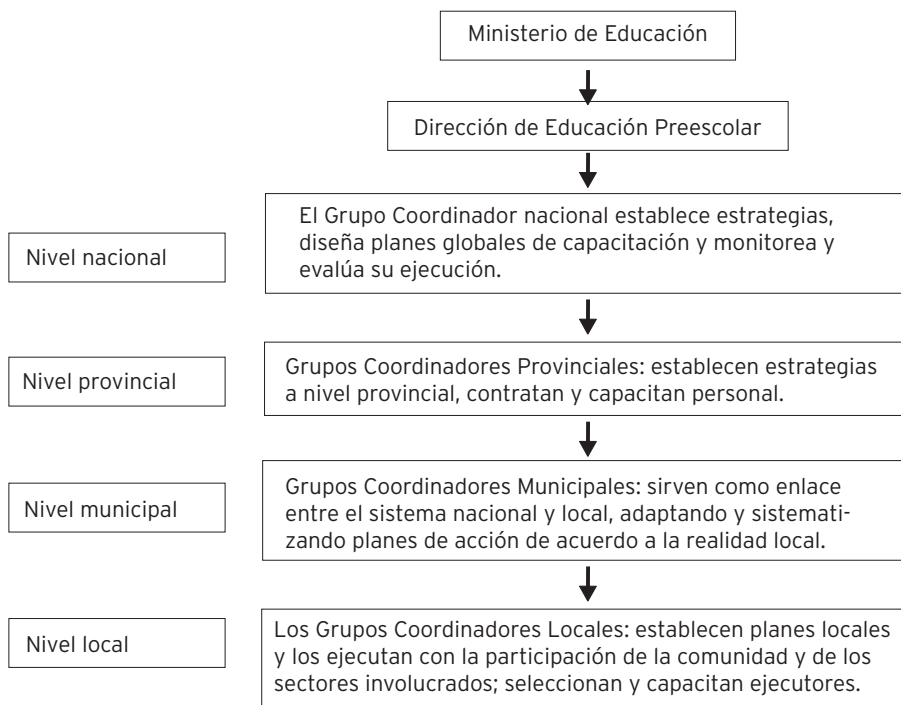 Ministerio de Educación
Dirección de Educación Preescolar
Nivel nacional
El Grupo Coordinador nacional establece estrategias,
diseña planes globales de capacitación y monitorea y
evalúa su ejecución.
Nivel provincial
Grupos Coordinadores Provinciales: establecen estrategias
a nivel provincial, contratan y capacitan personal.
Nivel municipal
Grupos Coordinadores Municipales: sirven como enlace
entre el sistema nacional y local, adaptando y sistemati-
zando planes de acción de acuerdo a la realidad local.
Nivel local
Los Grupos Coordinadores Locales: establecen planes locales
y los ejecutan con la participación de la comunidad y de los
sectores involucrados; seleccionan y capacitan ejecutores.